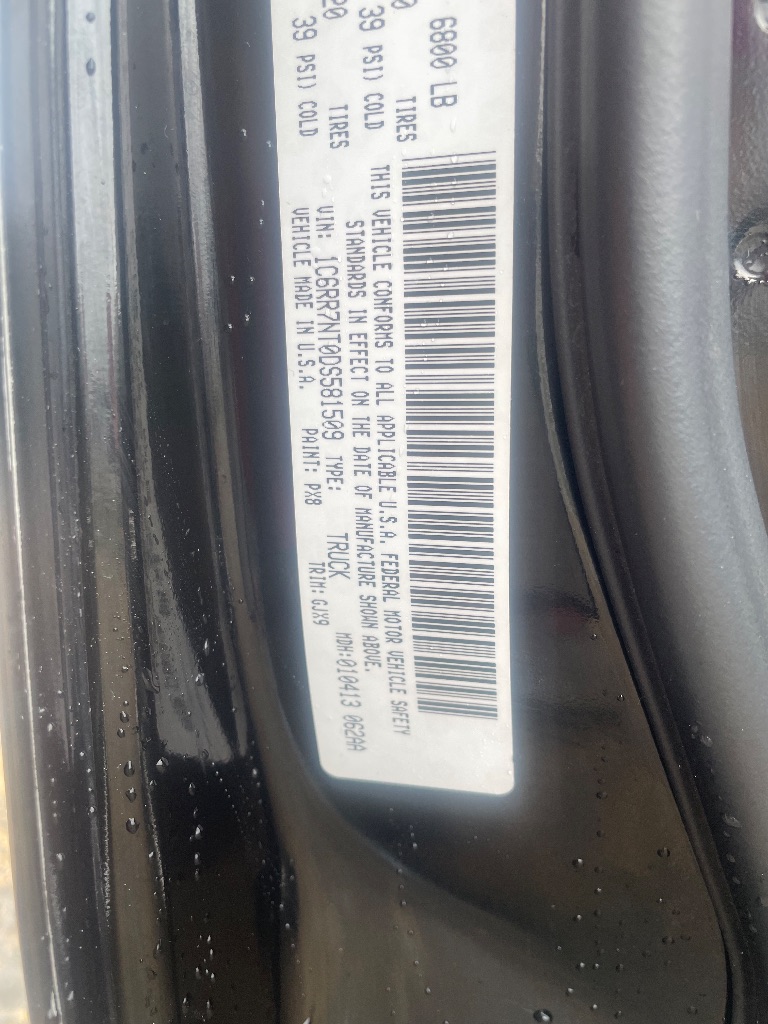 6800 LB
0 TIRES
39 PSI) COLD
20 TIRES
39 PSI) COLD
THIS VEHICLE CONFORMS TO ALL APPLICABLE U.S.A. FEDERAL MOTOR VEHICLE SAFETY
STANDARDS IN EFFECT ON THE DATE OF MANUFACTURE SHOWN ABOVE.
VIN: 1C6RR7NT0DS581509 TYPE: TRUCK MDH:010413 062AA
VEHICLE MADE IN U.S.A. PAINT: PX8 TRIM: GJX9